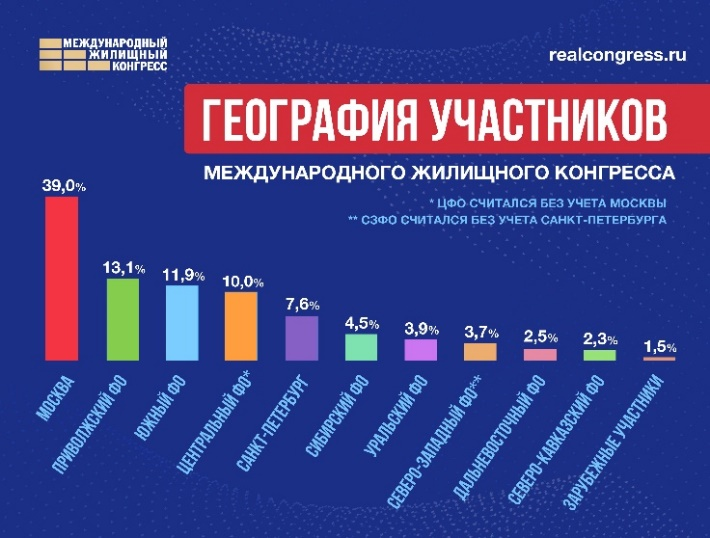 МЕЖДУНАРОДНЫЙ
ЖИЛИЩНЫЙ
КОНГРЕСС
realcongress.ru
ГЕОГРАФИЯ УЧАСТНИКОВ
МЕЖДУНАРОДНОГО ЖИЛИЩНОГО КОНГРЕССА
* ЦФО СЧИТАЛСЯ БЕЗ УЧЕТА МОСКВЫ
** СЗФО СЧИТАЛСЯ БЕЗ УЧЕТА САНКТ-ПЕТЕРБУРГА
39,0%
13,1%
11,9%
10,0%
7,6%
4,5%
3,9%
3,7%
2,5%
2,3%
1,5%
МОСКВА
ПРИВОЛЖСКИЙ ФО
ЮЖНЫЙ ФО
ЦЕНТРАЛЬНЫЙ ФО*
САНКТ-ПЕТЕРБУРГ
СИБИРСКИЙ ФО
УРАЛЬСКИЙ ФО
СЕВЕРО-ЗАПАДНЫЙ ФО**
ДАЛЬНЕВОСТОЧНЫЙ ФО
СЕВЕРО-КАВКАЗСКИЙ ФО
ЗАРУБЕЖНЫЕ УЧАСТНИКИ